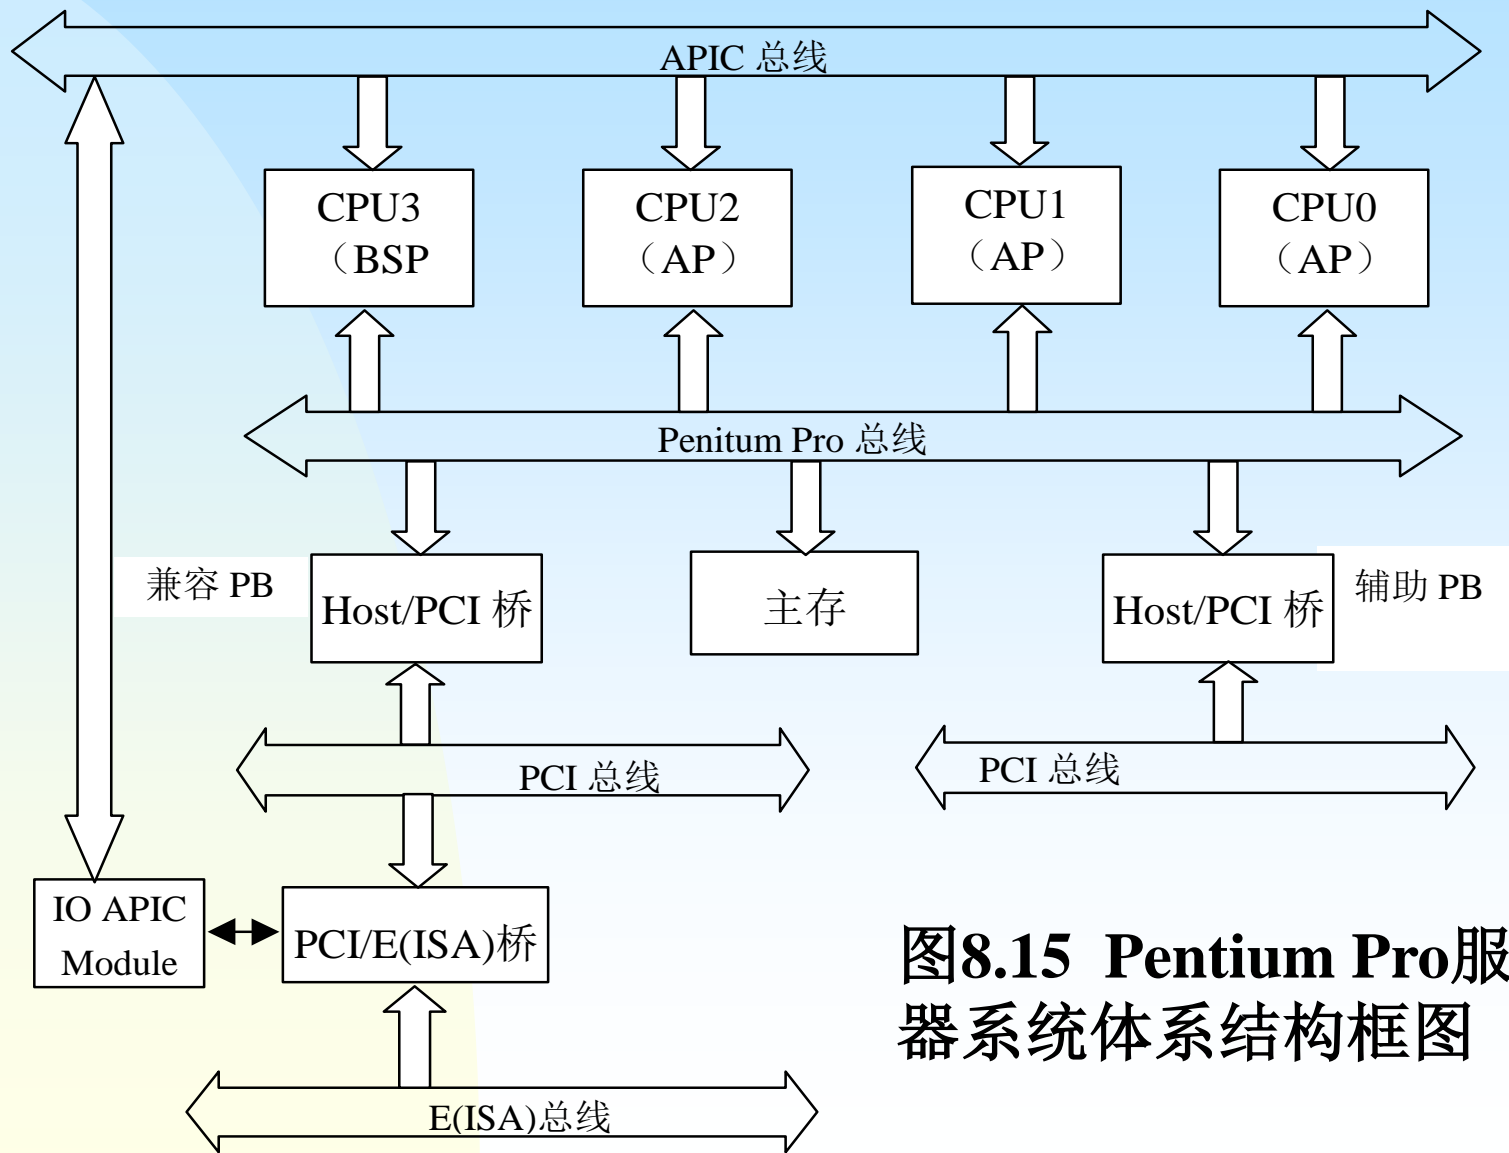 APIC 总线
CPU3
（BSP
CPU2
（AP）
CPU1
（AP）
CPU0
（AP）
Penitum Pro 总线
兼容 PB
Host/PCI 桥
主存
Host/PCI 桥
辅助 PB
PCI 总线
PCI 总线
IO APIC
Module
PCI/E(ISA)桥
图8.15 Pentium Pro服
器系统体系结构框图
E(ISA)总线